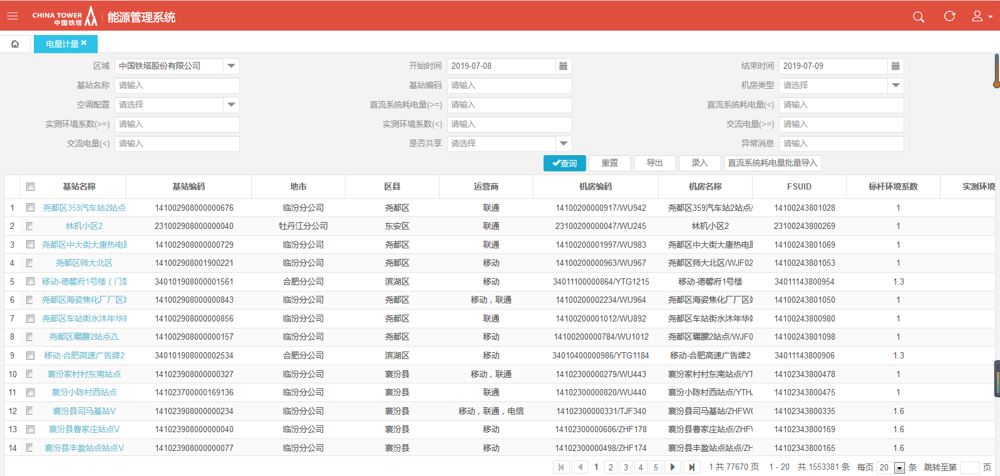 CHINA TOWER
中国铁塔
能源管理系统
电量计量
区域 中国铁塔股份有限公司 开始时间 2019-07-08 结束时间 2019-07-09
基站名称 请输入 基站编码 请输入 机房类型 请选择
空调配置 请选择 直流系统耗电量(>=) 请输入 直流系统耗电量(<) 请输入
实测环境系数(>=) 请输入 实测环境系数(<) 请输入 交流电量(>=) 请输入
交流电量(<) 请输入 是否共享 请选择 异常消息 请输入
查询 重置 导出 录入 直流系统耗电量批量导入
基站名称 基站编码 地市 区县 运营商 机房编码 机房名称 FSUID 标杆环境系数 实测环境
1 尧都区359汽车站2站点 141002908000000676 临汾分公司 尧都区 联通 14100200000917/WU942 尧都区359汽车站2站点/ 14100243801028 1
2 林机小区2 231002908000000040 牡丹江分公司 东安区 联通 23100200000047/WU245 林机小区2 23100243800269 1
3 尧都区中大街大唐热电 141002908000000729 临汾分公司 尧都区 联通 14100200001997/WU983 尧都区中大街大唐热电 14100243801069 1
4 尧都区师大北区 141002908001900221 临汾分公司 尧都区 移动 14100200000963/WU967 尧都区师大北区/WJF02 14100243801053 1
5 移动-德馨府1号楼（门 340101908000001561 合肥分公司 滨湖区 移动 34011100000864/YTG1215 移动-德馨府1号楼 34011143800954 1.3
6 尧都区海姿焦化厂厂区 141002908000000843 临汾分公司 尧都区 移动，联通 14100200002234/WU964 尧都区海姿焦化厂厂区 14100243801050 1
7 尧都区车站街水沐年华 141002908000000856 临汾分公司 尧都区 联通 14100200001012/WU892 尧都区车站街水沐年华 14100243800980 1
8 尧都区碾腰2站点ZL 141002908000000157 临汾分公司 尧都区 移动 14100200000784/WU1012 尧都区碾腰2站点/WJF0 14100243801098 1
9 移动-合肥高速广告牌2 340101908000002534 合肥分公司 滨湖区 移动 34010400000986/YTG1184 移动-合肥高速广告牌2 34011143800906 1.3
10 襄汾家村村东南站点 141023908000000327 临汾分公司 襄汾县 移动，联通 14102300000279/WU443 襄汾家村村东南站点/YT 14102343800478 1
11 襄汾小陈村西站点 141023700000169136 临汾分公司 襄汾县 联通 14102300000820/WU440 襄汾小陈村西站点/YTH 14102343800475 1
12 襄汾县司马基站V 141023908000000234 临汾分公司 襄汾县 移动，联通，电信 14102300000331/TJF340 襄汾县司马基站/ZHFW 14102343800335 1.6
13 襄汾县曹家庄站点V 141023908000000040 临汾分公司 襄汾县 移动 14102300000606/ZHF178 襄汾县曹家庄站点/ZHF 14102343800169 1.6
14 襄汾县丰盈站点站点V 141023908000000077 临汾分公司 襄汾县 移动 14102300000498/ZHF174 襄汾县丰盈站点站点/ZH 14102343800165 1.6
1 2 3 4 5 1 共 77670 页 1 - 20 共 1553381 条 每页 20 条 跳转至第 页